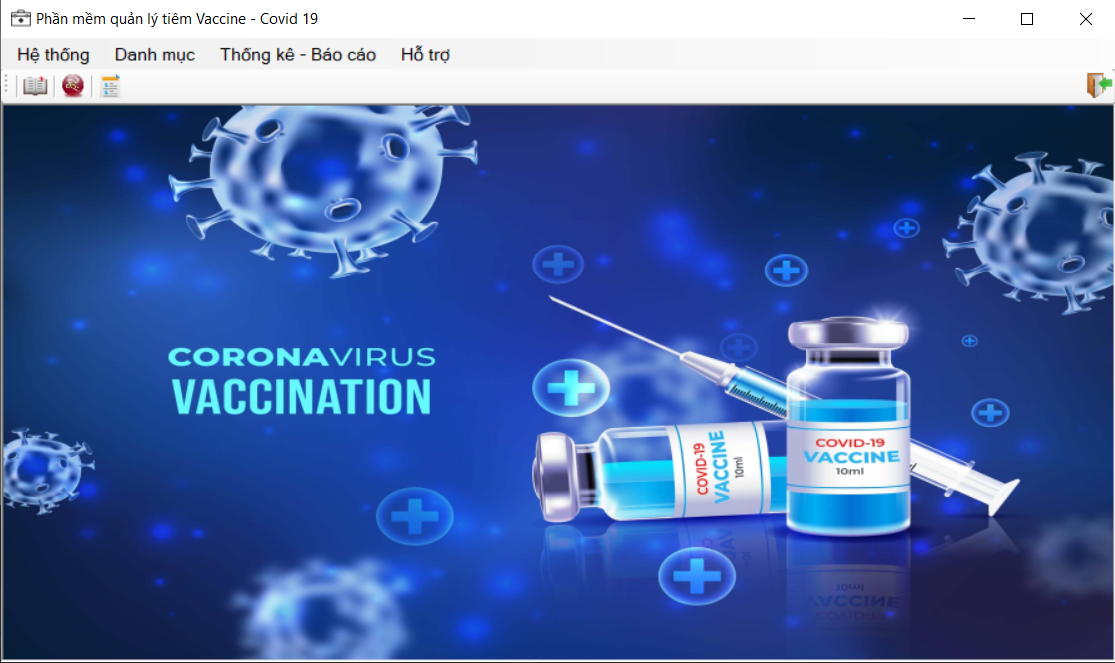 Phần mềm quản lý tiêm Vaccine - Covid 19
Hệ thống Danh mục Thống kê - Báo cáo Hỗ trợ
CORONAVIRUS
VACCINATION
COVID-19
VACCINE
10ml
COVID-19
VACCINE
10ml